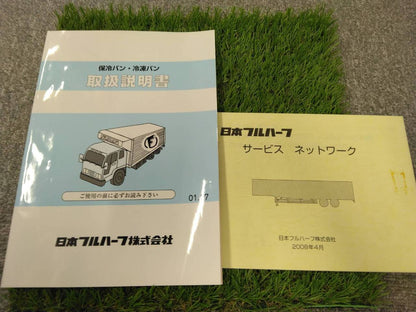 保冷バン・冷凍バン
取扱説明書
ご使用の前に必ずお読み下さい
日本フルハーフ株式会社
日本フルハーフ
サービス ネットワーク
日本フルハーフ株式会社
2008年4月